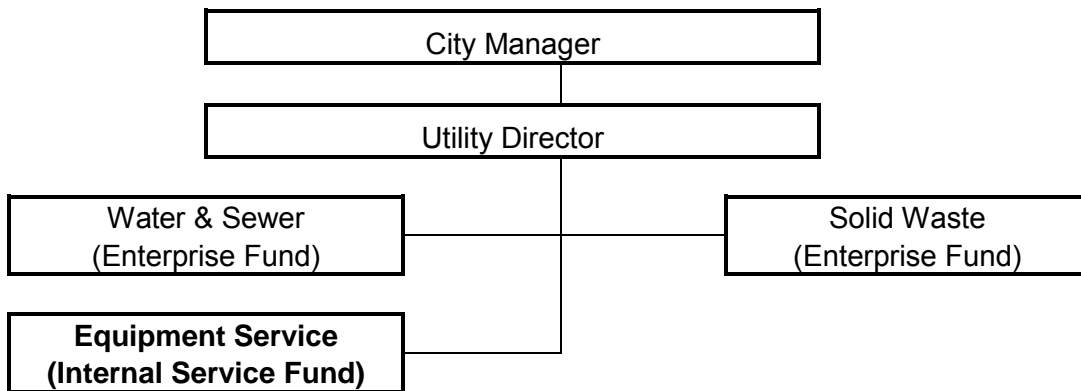 City Manager
Utility Director
Water & Sewer
(Enterprise Fund)
Solid Waste
(Enterprise Fund)
Equipment Service
(Internal Service Fund)